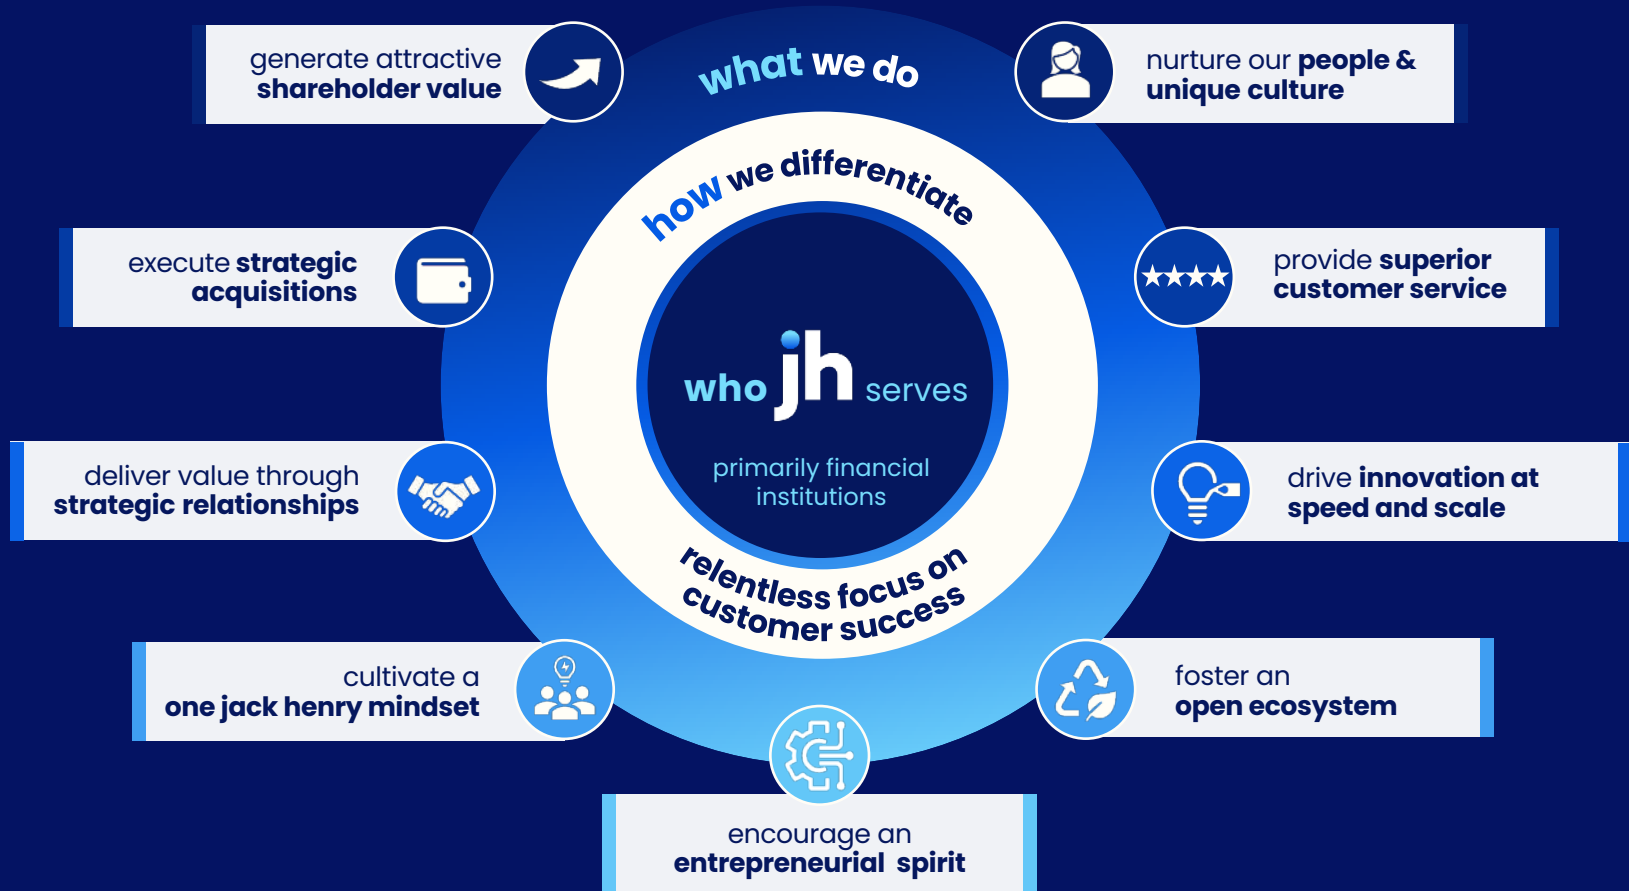 what we do
how we differentiate
who jh serves
primarily financial
institutions
relentless focus on
customer success
nurture our people &
unique culture
provide superior
customer service
drive innovation at
speed and scale
foster an
open ecosystem
encourage an
entrepreneurial spirit
cultivate a
one jack henry mindset
deliver value through
strategic relationships
execute strategic
acquisitions
generate attractive
shareholder value